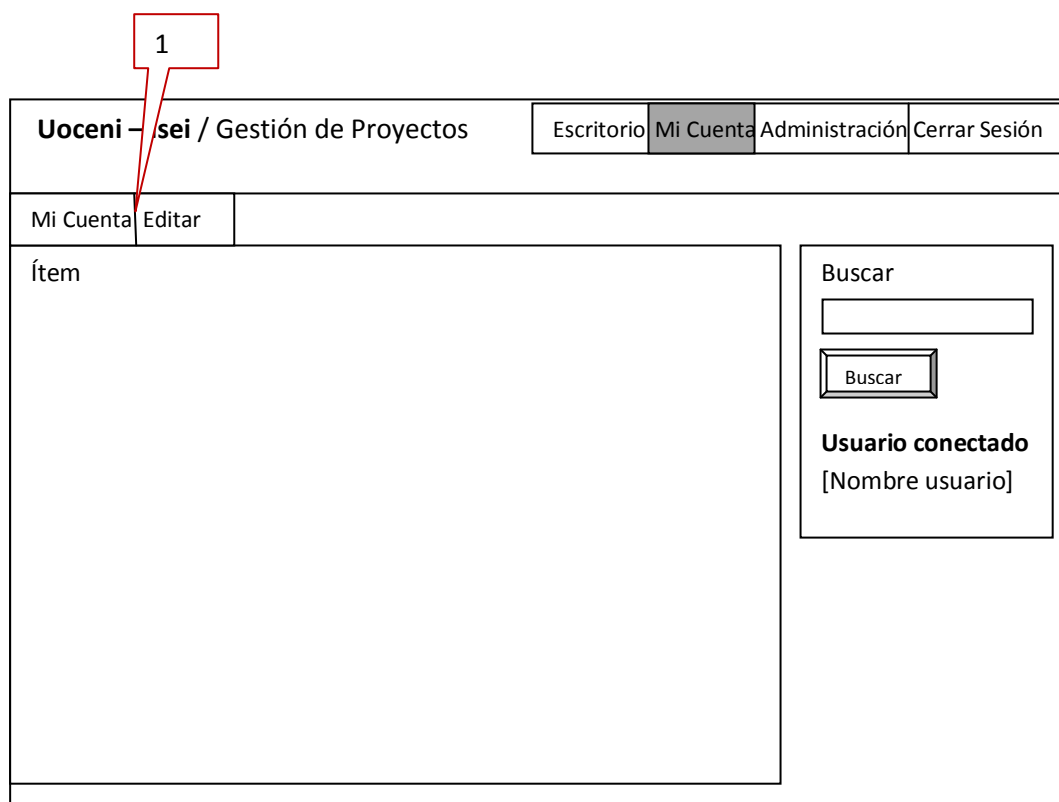 1
Uoceni – sei / Gestión de Proyectos
Escritorio Mi Cuenta Administración Cerrar Sesión
Mi Cuenta Editar
Ítem
Buscar
Buscar
Usuario conectado
[Nombre usuario]